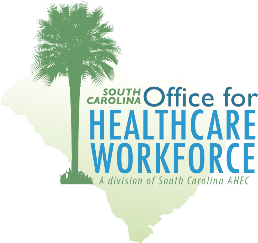 SOUTH
CAROLINA Office for
HEALTHCARE
WORKFORCE
A division of South Carolina AHEC